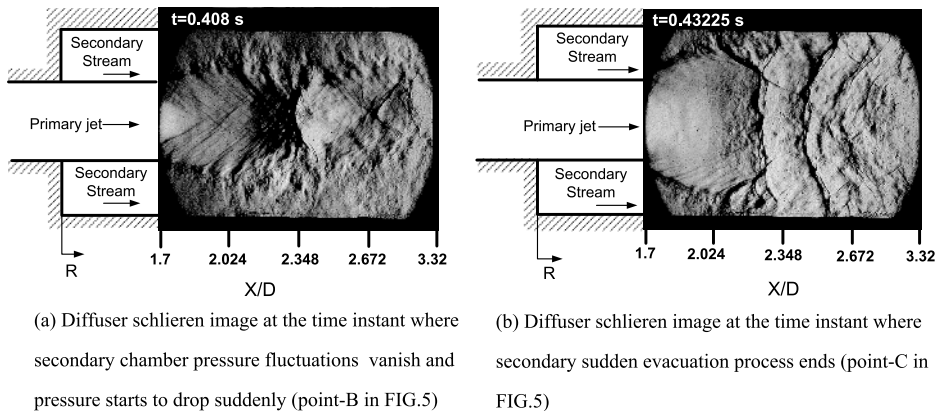 t=0.408 s
Secondary
Stream
Primary jet
Secondary
Stream
R
1.7 2.024 2.348 2.672 3.32
X/D
(a) Diffuser schlieren image at the time instant where
secondary chamber pressure fluctuations vanish and
pressure starts to drop suddenly (point-B in FIG.5)
t=0.43225 s
Secondary
Stream
Primary jet
Secondary
Stream
R
1.7 2.024 2.348 2.672 3.32
X/D
(b) Diffuser schlieren image at the time instant where
secondary sudden evacuation process ends (point-C in
FIG.5)